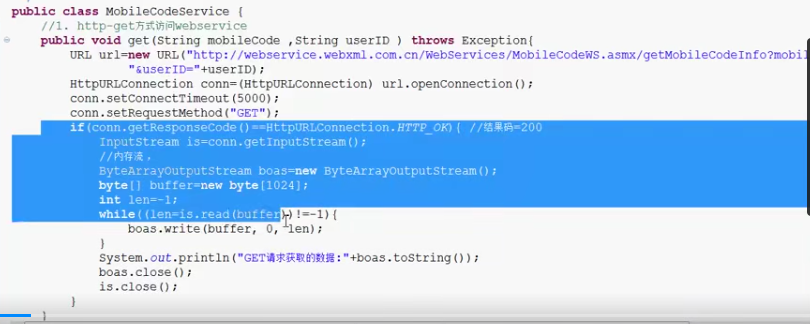 public class MobileCodeService {
//1. http-get方式访问webservice
public void get(String mobileCode ,String userID ) throws Exception{
URL url=new URL("http://webservice.webxml.com.cn/WebServices/MobileCodeWS.asmx/getMobileCodeInfo?mobil
"&userID="+userID);
HttpURLConnection conn=(HttpURLConnection) url.openConnection();
conn.setConnectTimeout(5000);
conn.setRequestMethod("GET");
if(conn.getResponseCode()==HttpURLConnection.HTTP_OK){ //结果码=200
InputStream is=conn.getInputStream();
//内存流 ,
ByteArrayOutputStream boas=new ByteArrayOutputStream();
byte[] buffer=new byte[1024];
int len=-1;
while((len=is.read(buffer))!=-1){
boas.write(buffer, 0, len);
}
System.out.println("GET请求获取的数据:"+boas.toString());
boas.close();
is.close();
}
}